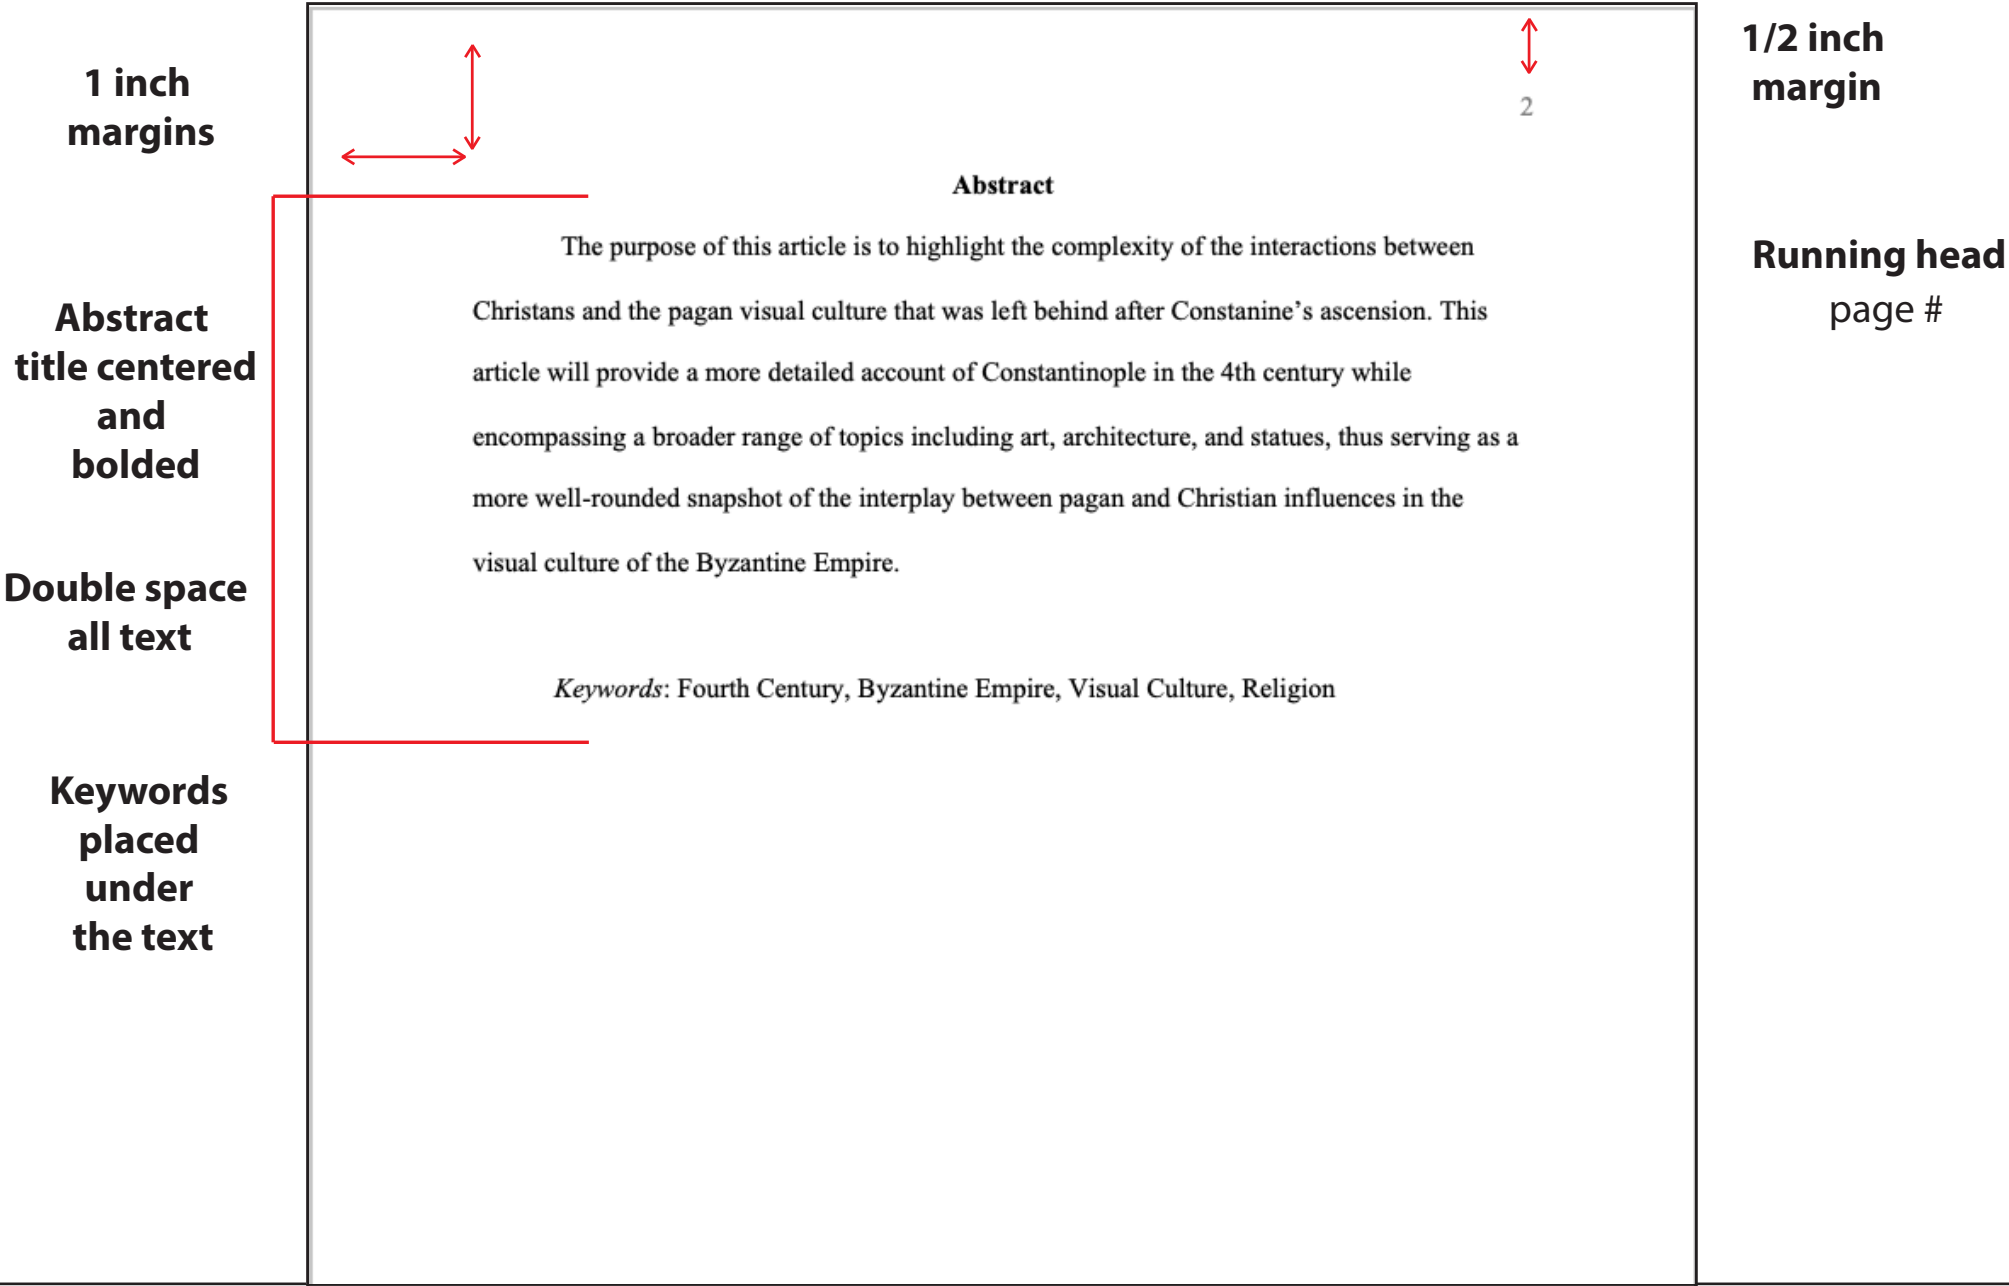 1 inch
margins
Abstract
title centered
and
bolded
Double space
all text
Keywords
placed
under
the text
2
Abstract
The purpose of this article is to highlight the complexity of the interactions between
Christans and the pagan visual culture that was left behind after Constanine’s ascension. This
article will provide a more detailed account of Constantinople in the 4th century while
encompassing a broader range of topics including art, architecture, and statues, thus serving as a
more well-rounded snapshot of the interplay between pagan and Christian influences in the
visual culture of the Byzantine Empire.
Keywords: Fourth Century, Byzantine Empire, Visual Culture, Religion
1/2 inch
margin
Running head
page #